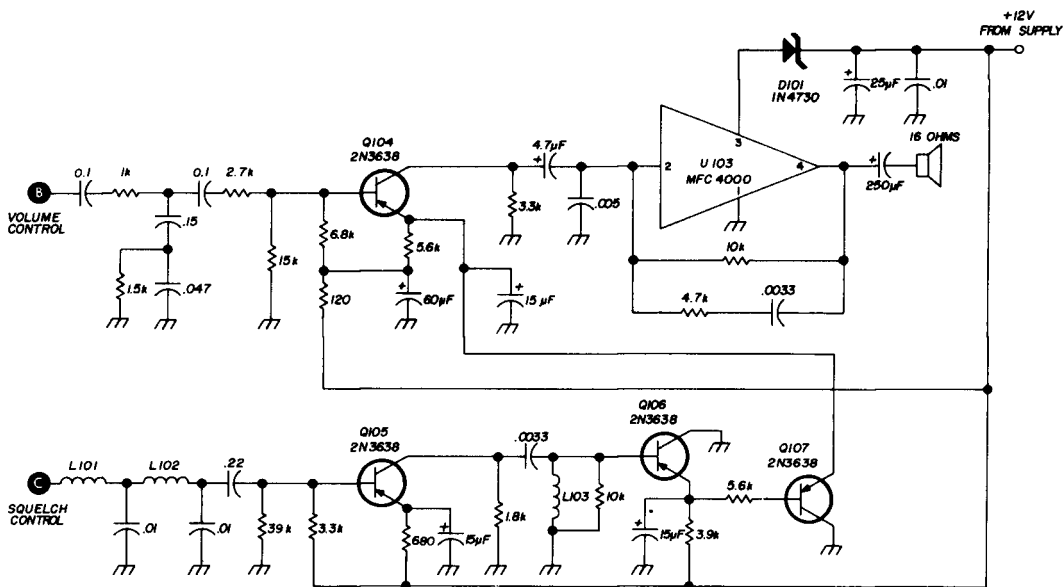 +12V
FROM SUPPLY
D101
1N4730
+
25µF
.01
Q104
2N3638
4.7µF
+
3
16 OHMS
2
U 103
MFC 4000
4
+
250µF
B
VOLUME
CONTROL
0.1
1k
0.1
2.7k
.15
1.5k
.047
15k
6.8k
120
5.6k
+
60µF
+
15 µF
3.3k
.005
10k
4.7k
.0033
Q105
2N3638
.0033
Q106
2N3638
Q107
2N3638
C
SQUELCH
CONTROL
L101
L102
.22
.01
.01
39k
3.3k
680
+
15µF
1.8k
L103
10k
+
15µF
3.9k
5.6k